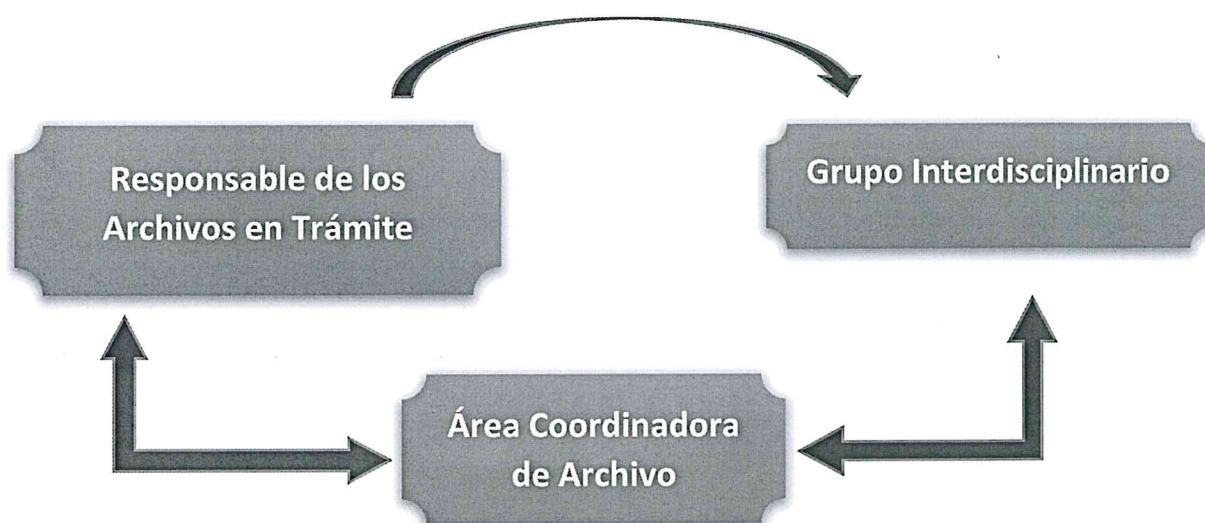 Responsable de los
Archivos en Trámite
Grupo Interdisciplinario
Área Coordinadora
de Archivo